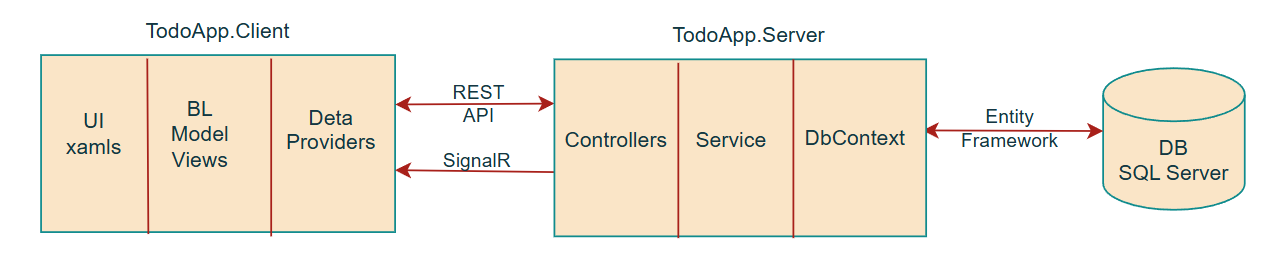 TodoApp.Client
TodoApp.Server
UI
xamls
BL
Model
Views
Deta
Providers
REST
API
SignalR
Controllers
Service
DbContext
Entity
Framework
DB
SQL Server